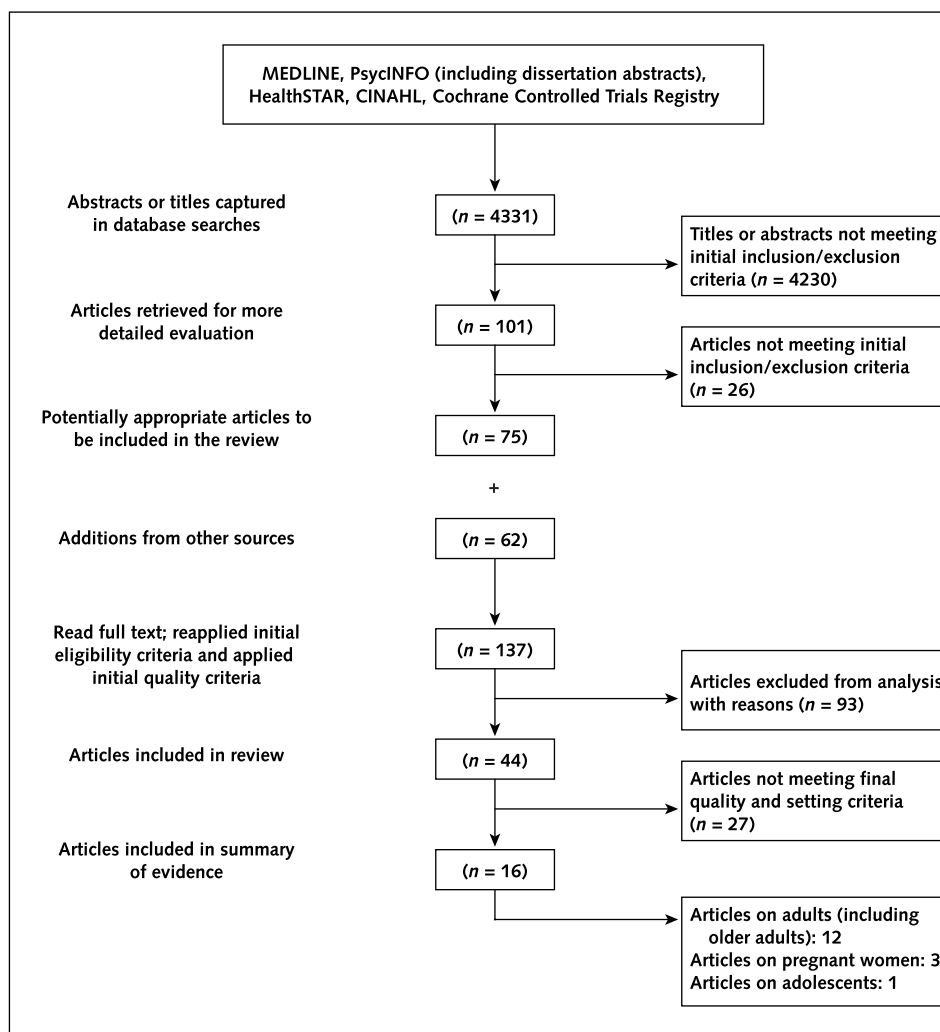 MEDLINE, PsycINFO (including dissertation abstracts),
HealthSTAR, CINAHL, Cochrane Controlled Trials Registry
Abstracts or titles captured
in database searches
(n = 4331)
Titles or abstracts not meeting
initial inclusion/exclusion
criteria (n = 4230)
Articles retrieved for more
detailed evaluation
(n = 101)
Articles not meeting initial
inclusion/exclusion criteria
(n = 26)
Potentially appropriate articles to
be included in the review
(n = 75)
+
Additions from other sources
(n = 62)
Read full text; reapplied initial
eligibility criteria and applied
initial quality criteria
(n = 137)
Articles excluded from analysis
with reasons (n = 93)
Articles included in review
(n = 44)
Articles not meeting final
quality and setting criteria
(n = 27)
Articles included in summary
of evidence
(n = 16)
Articles on adults (including
older adults): 12
Articles on pregnant women: 3
Articles on adolescents: 1